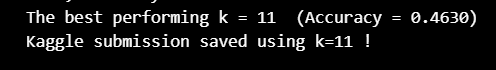 The best performing k = 11  (Accuracy = 0.4630)
Kaggle submission saved using k=11 !